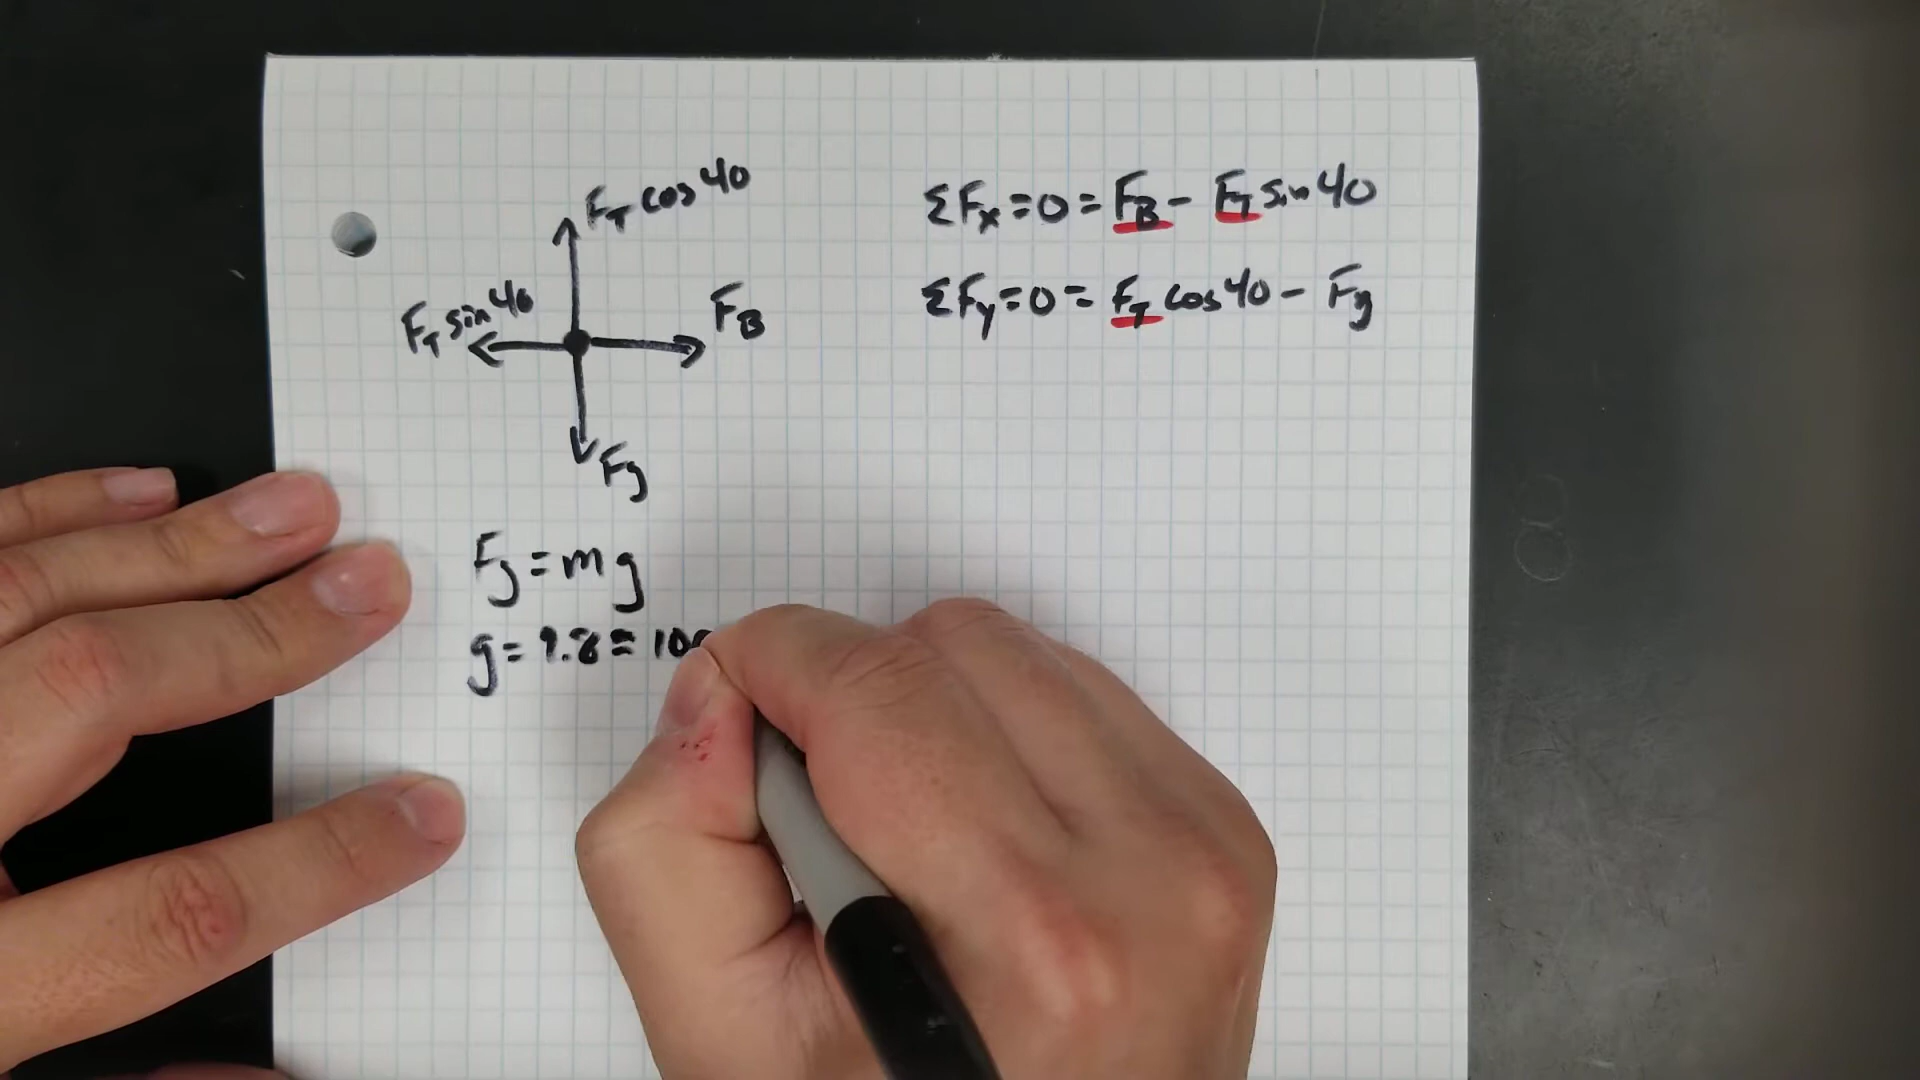 F_T cos 40
F_T sin 40
F_B
F_g
F_g = mg
g = 9.8 ≈ 10
ΣF_x = 0 = F_B - F_T sin 40
ΣF_y = 0 = F_T cos 40 - F_g